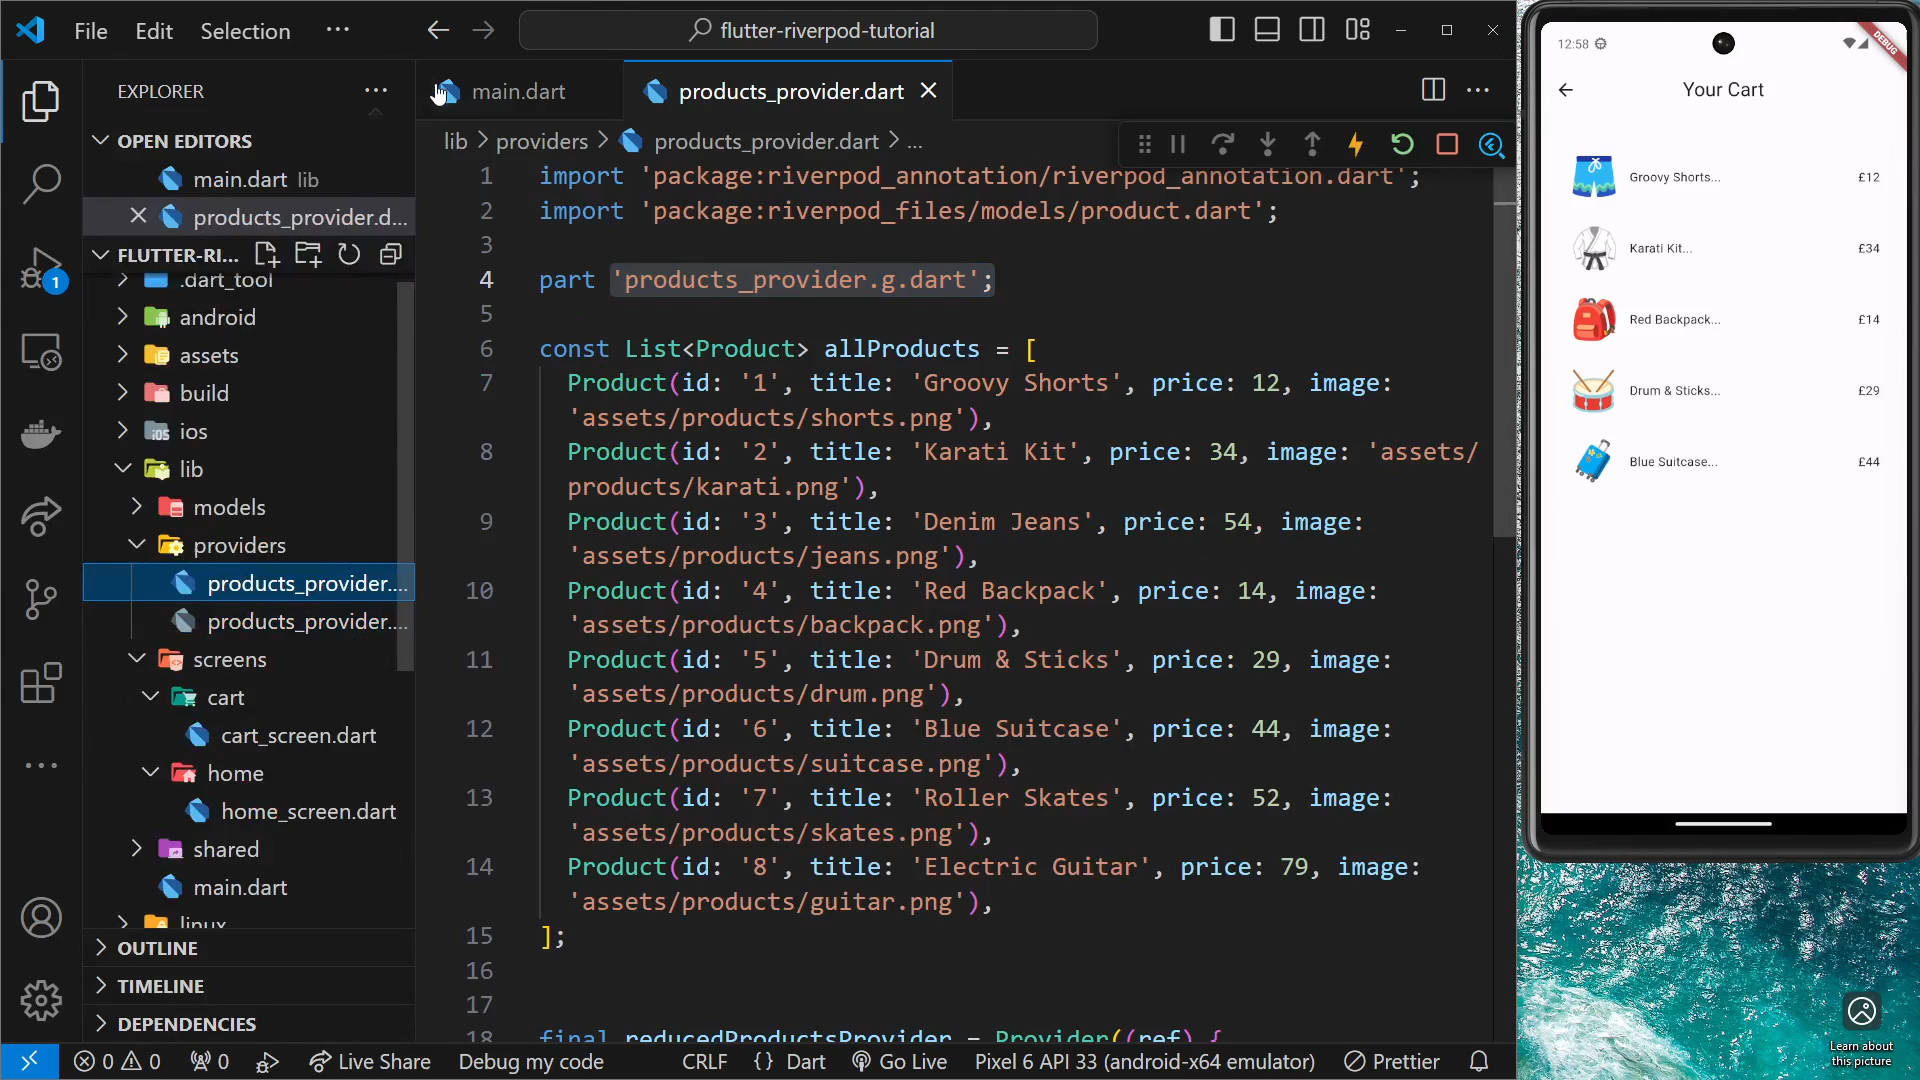 File Edit Selection ...
flutter-riverpod-tutorial
EXPLORER
OPEN EDITORS
main.dart lib
products_provider.d...
FLUTTER-RI...
.dart_tool
android
assets
build
ios
lib
models
providers
products_provider....
products_provider....
screens
cart
cart_screen.dart
home
home_screen.dart
shared
main.dart
linux
OUTLINE
TIMELINE
DEPENDENCIES
1
main.dart
products_provider.dart
lib > providers > products_provider.dart > ...
1 import 'package:riverpod_annotation/riverpod_annotation.dart';
2 import 'package:riverpod_files/models/product.dart';
3
4 part 'products_provider.g.dart';
5
6 const List<Product> allProducts = [
7 Product(id: '1', title: 'Groovy Shorts', price: 12, image:
'assets/products/shorts.png'),
8 Product(id: '2', title: 'Karati Kit', price: 34, image: 'assets/
products/karati.png'),
9 Product(id: '3', title: 'Denim Jeans', price: 54, image:
'assets/products/jeans.png'),
10 Product(id: '4', title: 'Red Backpack', price: 14, image:
'assets/products/backpack.png'),
11 Product(id: '5', title: 'Drum & Sticks', price: 29, image:
'assets/products/drum.png'),
12 Product(id: '6', title: 'Blue Suitcase', price: 44, image:
'assets/products/suitcase.png'),
13 Product(id: '7', title: 'Roller Skates', price: 52, image:
'assets/products/skates.png'),
14 Product(id: '8', title: 'Electric Guitar', price: 79, image:
'assets/products/guitar.png'),
15 ];
16
17
18 final reducedProductsProvider = Provider((ref) {
0 0 0 Live Share Debug my code CRLF {} Dart Go Live Pixel 6 API 33 (android-x64 emulator) Prettier
12:58
DEBUG
Your Cart
Groovy Shorts... £12
Karati Kit... £34
Red Backpack... £14
Drum & Sticks... £29
Blue Suitcase... £44
Learn about
this picture